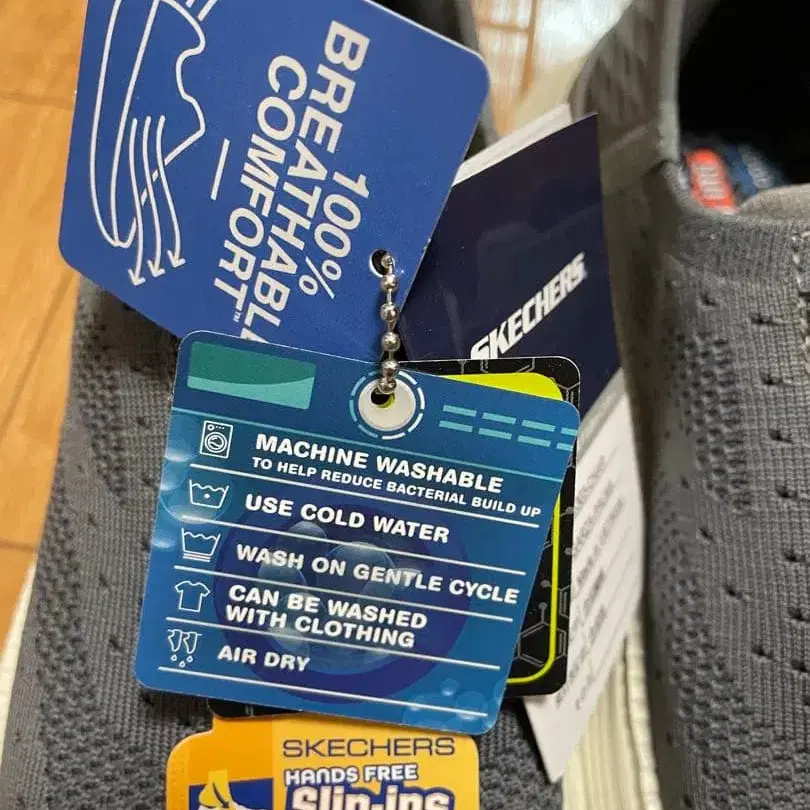 100%
BREATHABLE
COMFORT™
SKECHERS
MACHINE WASHABLE
TO HELP REDUCE BACTERIAL BUILD UP
USE COLD WATER
WASH ON GENTLE CYCLE
CAN BE WASHED
WITH CLOTHING
AIR DRY
SKECHERS
HANDS FREE
Slip-ins